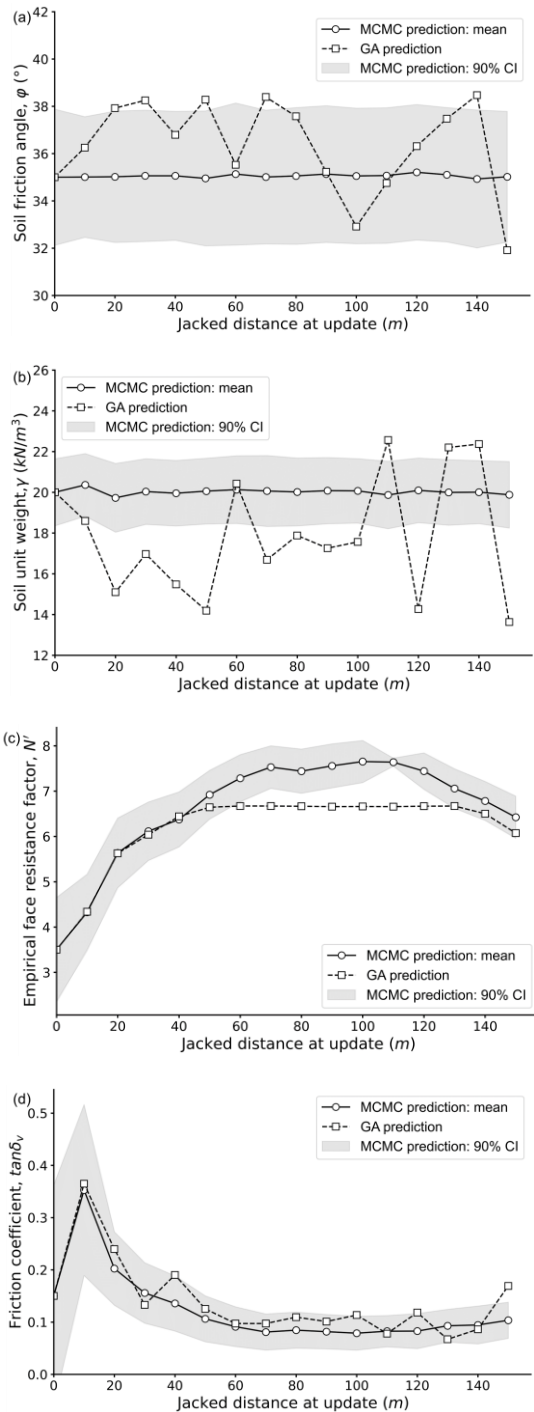 (a)
42
40
38
36
34
32
30
Soil friction angle, φ (°)
MCMC prediction: mean
GA prediction
MCMC prediction: 90% CI
0 20 40 60 80 100 120 140
Jacked distance at update (m)
(b)
26
24
22
20
18
16
14
12
Soil unit weight,γ (kN/m³)
MCMC prediction: mean
GA prediction
MCMC prediction: 90% CI
0 20 40 60 80 100 120 140
Jacked distance at update (m)
(c)
8
7
6
5
4
3
Empirical face resistance factor, N'
MCMC prediction: mean
GA prediction
MCMC prediction: 90% CI
0 20 40 60 80 100 120 140
Jacked distance at update (m)
(d)
0.5
0.4
0.3
0.2
0.1
0.0
Friction coefficient, tanδᵥ
MCMC prediction: mean
GA prediction
MCMC prediction: 90% CI
0 20 40 60 80 100 120 140
Jacked distance at update (m)